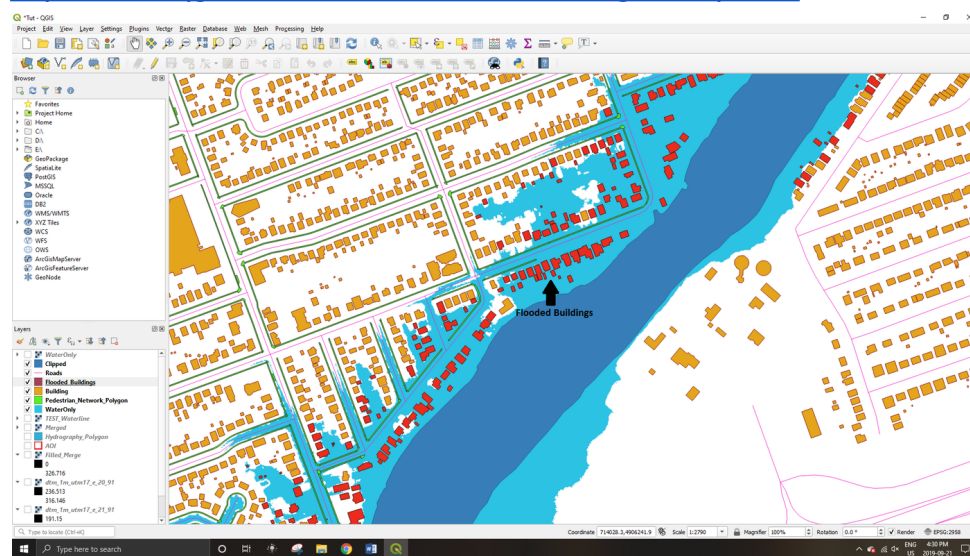 *Tut - QGIS
Project Edit View Layer Settings Plugins Vector Raster Database Web Mesh Processing Help
Browser
Favorites
Project Home
Home
C:\
D:\
E:\
GeoPackage
SpatiaLite
PostGIS
MSSQL
Oracle
DB2
WMS/WMTS
XYZ Tiles
WCS
WFS
OWS
ArcGisMapServer
ArcGisFeatureServer
GeoNode
Layers
WaterOnly
Clipped
Roads
Flooded_Buildings
Building
Pedestrian_Network_Polygon
WaterOnly
TEST_Waterline
Merged
Hydrography_Polygon
AOI
Filled_Merge
0
326.716
dtm_1m_utm17_e_20_91
236.513
316.146
dtm_1m_utm17_e_21_91
191.15
Flooded Buildings
Type to locate (Ctrl+K)
Coordinate 714028.3,4906241.9 Scale 1:2790 Magnifier 100% Rotation 0.0 ° Render EPSG:2958
Type here to search
ENG 4:30 PM
US 2019-09-21